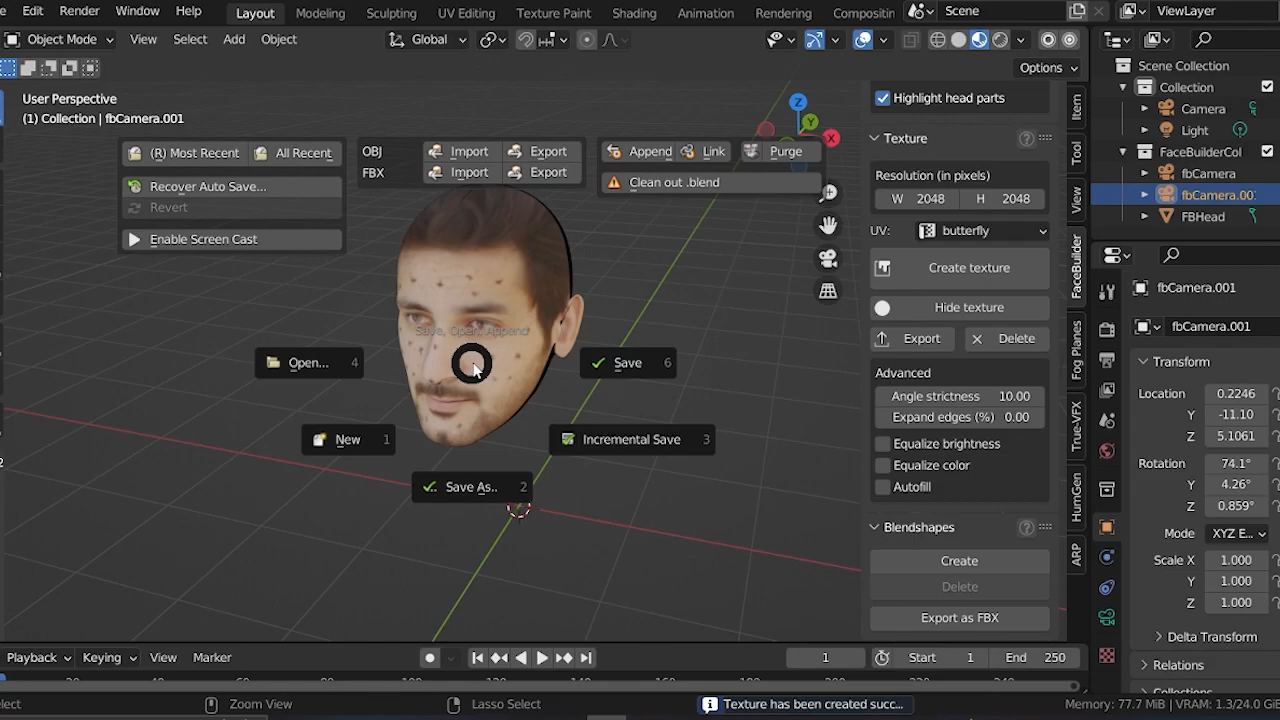 Edit Render Window Help Layout Modeling Sculpting UV Editing Texture Paint Shading Animation Rendering Compositin Scene ViewLayer
Object Mode View Select Add Object Global
Options
User Perspective
(1) Collection | fbCamera.001
Z
Y
X
(R) Most Recent All Recent
Recover Auto Save...
Revert
Enable Screen Cast
OBJ Import Export
FBX Import Export
Append Link Purge
Clean out .blend
Save, Open, Append
Open... 4
Save 6
New 1
Incremental Save 3
Save As.. 2
Highlight head parts
Texture
Resolution (in pixels)
W 2048 H 2048
UV: butterfly
Create texture
Hide texture
Export Delete
Advanced
Angle strictness 10.00
Expand edges (%) 0.00
Equalize brightness
Equalize color
Autofill
Blendshapes
Create
Delete
Export as FBX
Item
Tool
View
FaceBuilder
Fog Planes
True-VFX
HumGen
ARP
Scene Collection
Collection
Camera
Light
FaceBuilderCol
fbCamera
fbCamera.00
FBHead
fbCamera.001
fbCamera.001
Transform
Location 0.2246
Y -11.10
Z 5.1061
Rotation 74.1°
Y 4.26°
Z 0.859°
Mode XYZ E...
Scale X 1.000
Y 1.000
Z 1.000
Delta Transform
Relations
Playback Keying View Marker 1 Start 1 End 250
Zoom View Lasso Select Texture has been created succ... Memory: 77.7 MiB | VRAM: 1.3/24.0 GiB